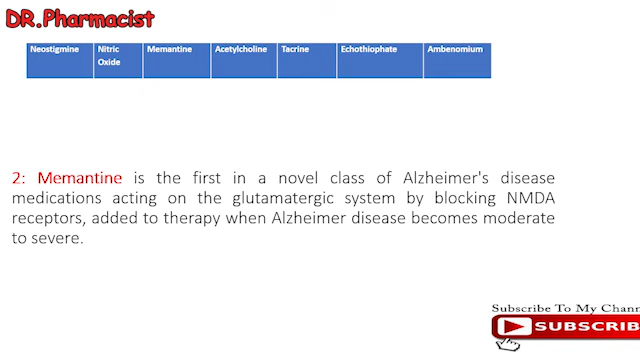 DR.Pharmacist
Neostigmine Nitric Oxide Memantine Acetylcholine Tacrine Echothiophate Ambenomium
2: Memantine is the first in a novel class of Alzheimer's disease
medications acting on the glutamatergic system by blocking NMDA
receptors, added to therapy when Alzheimer disease becomes moderate
to severe.
Subscribe To My Chann
SUBSCRIB